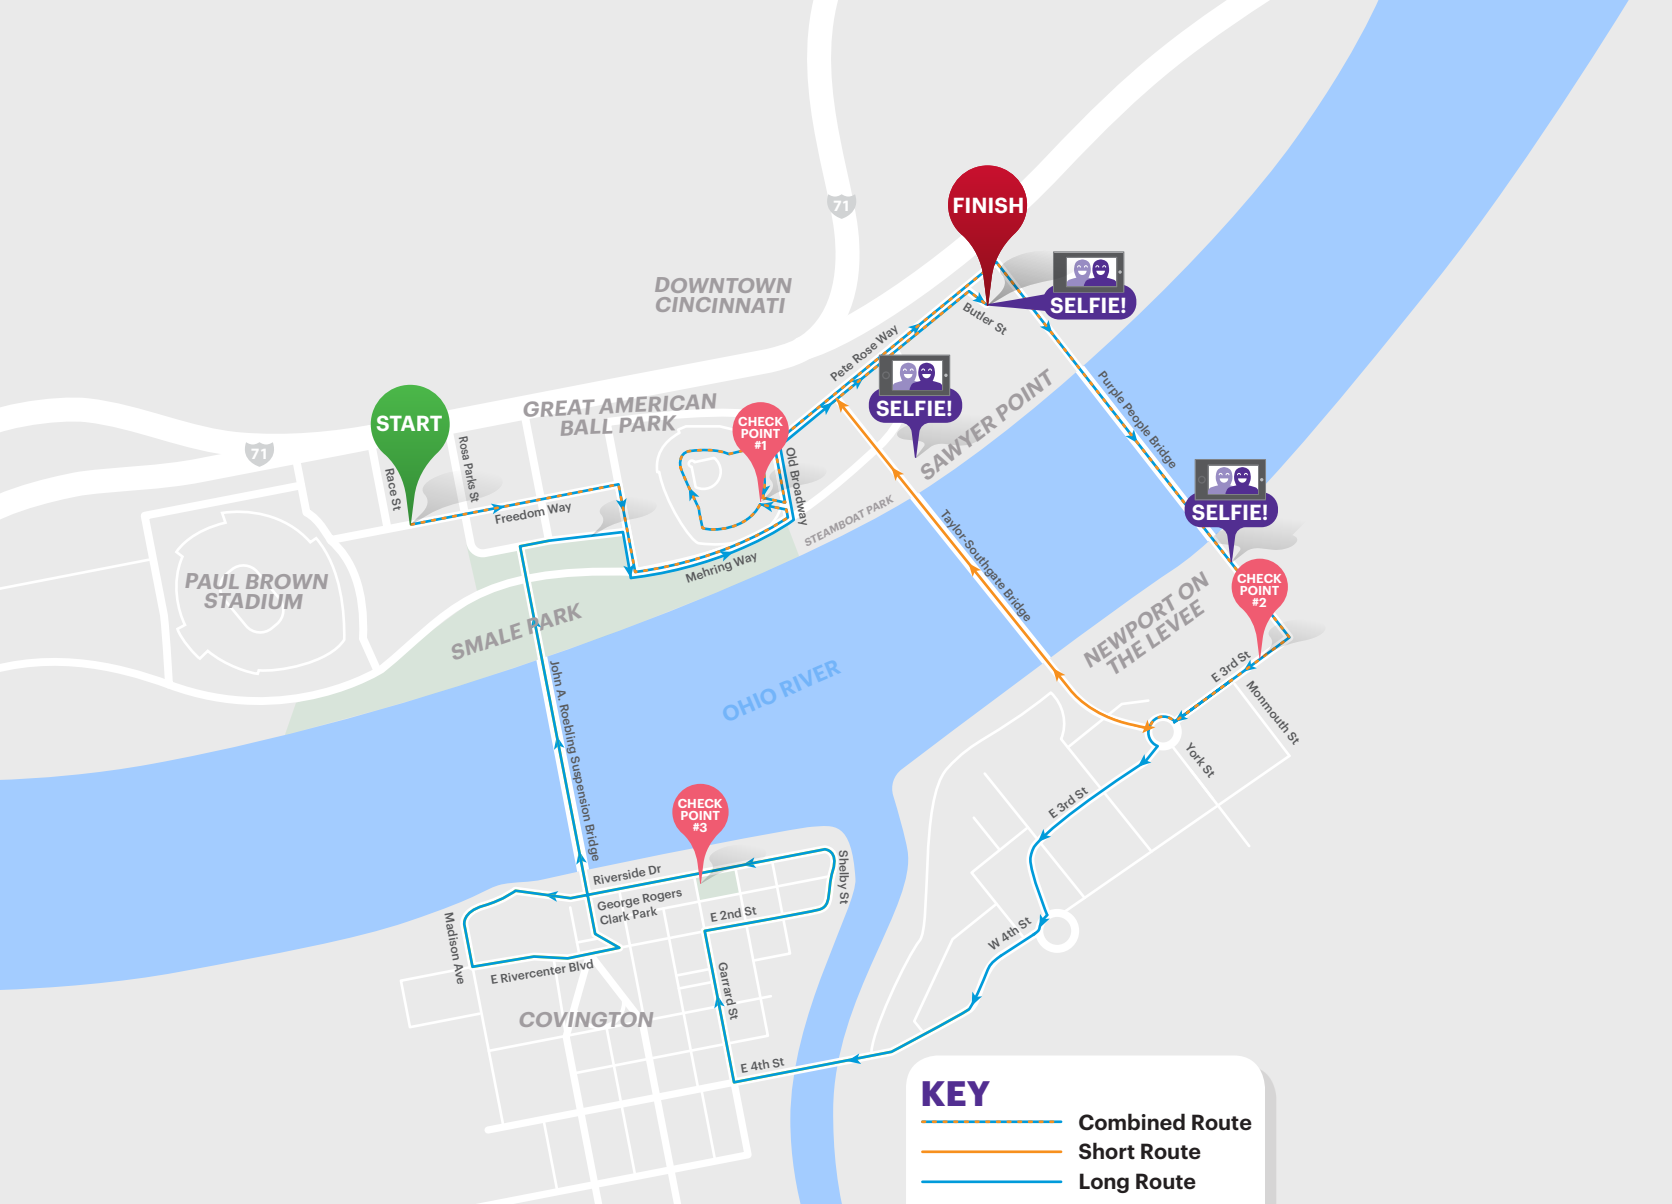 71
FINISH
DOWNTOWN
CINCINNATI
SELFIE!
Butler St
Pete Rose Way
SELFIE!
START
GREAT AMERICAN
BALL PARK
CHECK
POINT
#1
SAWYER POINT
Purple People Bridge
71
Race St
Rosa Parks St
Freedom Way
Old Broadway
STEAMBOAT PARK
SELFIE!
Mehring Way
Taylor-Southgate Bridge
PAUL BROWN
STADIUM
SMALE PARK
CHECK
POINT
#2
NEWPORT ON
THE LEVEE
OHIO RIVER
E 3rd St
Monmouth St
York St
John A. Roebling Suspension Bridge
E 3rd St
CHECK
POINT
#3
Riverside Dr
George Rogers
Clark Park
Shelby St
E 2nd St
Madison Ave
W 4th St
E Rivercenter Blvd
Garrard St
COVINGTON
E 4th St
KEY
Combined Route
Short Route
Long Route